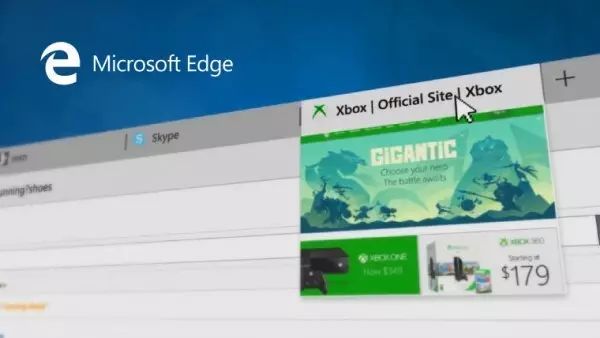 Microsoft Edge
Xbox | Official Site | Xbox
Skype
unning?shoes
GIGANTIC
Choose your hero
The battle awaits
XBOX ONE
Now $349
XBOX 360
Starting at
$179